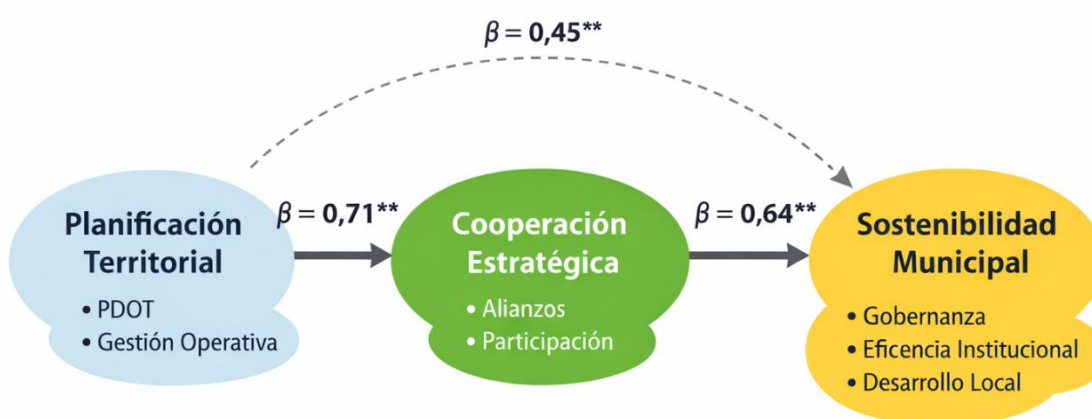 β = 0,45**
β = 0,71**
β = 0,64**
Planificación
Territorial
• PDOT
• Gestión Operativa
Cooperación
Estratégica
• Alianzos
• Participación
Sostenibilidad
Municipal
• Gobernanza
• Eficencia Institucional
• Desarrollo Local